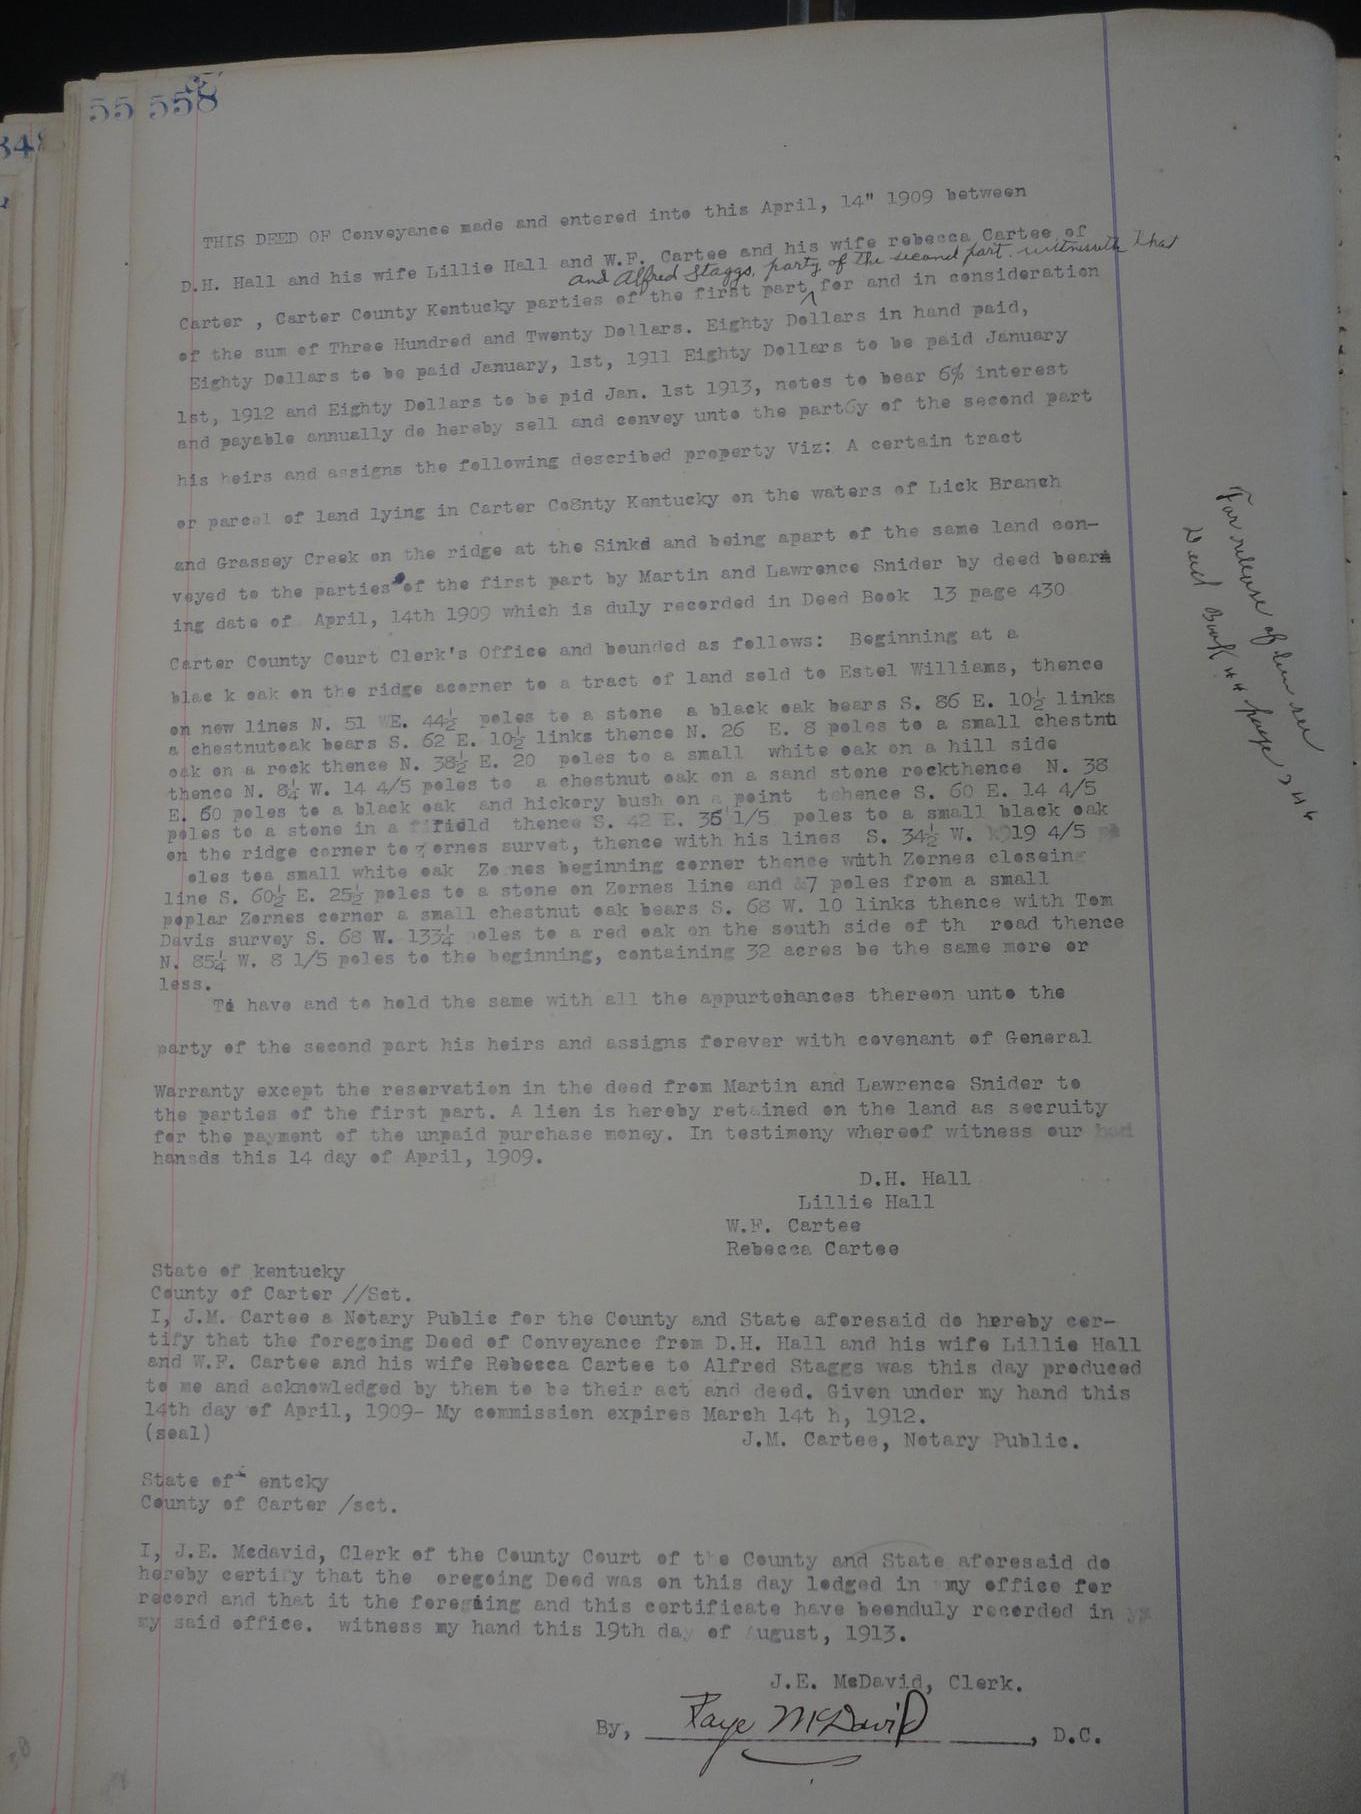 55 558
348
THIS DEED OF Conveyance made and entered into this April, 14" 1909 between
D.H. Hall and his wife Lillie Hall and W.F. Cartee and his wife rebecca Cartee of
and Alfred Staggs, party of the second part. witnesseth that
Carter , Carter County Kentucky parties of the first part ^ for and in consideration
of the sum of Three Hundred and Twenty Dollars. Eighty Dollars in hand paid,
Eighty Dollars to be paid January, 1st, 1911 Eighty Dollars to be paid January
1st, 1912 and Eighty Dollars to be pid Jan. 1st 1913, notes to bear 6% interest
and payable annually do hereby sell and convey unto the part6y of the second part
his heirs and assigns the following described property Viz: A certain tract
or parcel of land lying in Carter Co8nty Kentucky on the waters of Lick Branch
and Grassey Creek on the ridge at the Sinks and being apart of the same land con-
veyed to the parties of the first part by Martin and Lawrence Snider by deed bear
ing date of April, 14th 1909 which is duly recorded in Deed Book 13 page 430
Carter County Court Clerk's Office and bounded as follows: Beginning at a
blac k oak on the ridge acorner to a tract of land sold to Estel Williams, thence
on new lines N. 51 E. 44½ poles to a stone a black oak bears S. 86 E. 10½ links
a chestnutoak bears S. 62 E. 10½ links thence N. 26 E. 8 poles to a small chestnt
oak on a rock thence N. 38½ E. 20 poles to a small white oak on a hill side
thence N. 8¼ W. 14 4/5 poles to a chestnut oak on a sand stone rockthence N. 38
E. 60 poles to a black oak and hickory bush on a point thence S. 60 E. 14 4/5
poles to a stone in a field thence S. 42 E. 36 1/5 poles to a small black oak
on the ridge corner to zornes survet, thence with his lines S. 34½ W. 19 4/5
oles toa small white oak Zo nes beginning corner thence with Zornes closeing
line S. 60½ E. 25½ poles to a stone on Zornes line and 7 poles from a small
poplar Zornes corner a small chestnut oak bears S. 68 W. 10 links thence with Tom
Davis survey S. 68 W. 133¼ poles to a red oak on the south side of th road thence
N. 85¼ W. 8 1/5 poles to the beginning, containing 32 acres be the same more or
less.
To have and to hold the same with all the appurtenances thereon unto the
party of the second part his heirs and assigns forever with covenant of General
Warranty except the reservation in the deed from Martin and Lawrence Snider to
the parties of the first part. A lien is hereby retained on the land as secruity
for the payment of the unpaid purchase money. In testimony whereof witness our
hansds this 14 day of April, 1909.
D.H. Hall
Lillie Hall
W.F. Cartee
Rebecca Cartee
State of kentucky
County of Carter //Sct.
I, J.M. Cartee a Notary Public for the County and State aforesaid do hereby cer-
tify that the foregoing Deed of Conveyance from D.H. Hall and his wife Lillie Hall
and W.F. Cartee and his wife Rebecca Cartee to Alfred Staggs was this day produced
to me and acknowledged by them to be their act and deed. Given under my hand this
14th day of April, 1909- My commission expires March 14t h, 1912.
(seal) J.M. Cartee, Notary Public.
State of entcky
County of Carter /sct.
I, J.E. Mcdavid, Clerk of the County Court of the County and State aforesaid do
hereby certify that the oregoing Deed was on this day lodged in my office for
record and that it the foregoing and this certificate have beenduly recorded in
my said office. witness my hand this 19th day of August, 1913.
J.E. McDavid, Clerk.
By, Faye McDavid, D.C.
For release of lien see
Deed Book 44 page 244